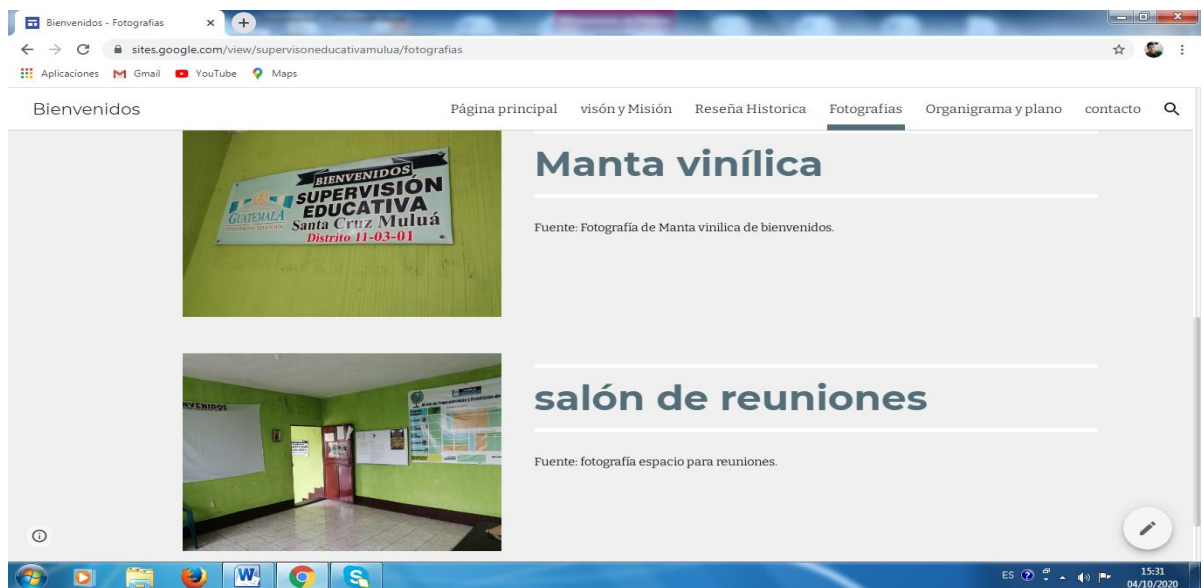 Bienvenidos - Fotografias
sites.google.com/view/supervisoneducativamulua/fotografias
Aplicaciones Gmail YouTube Maps
Bienvenidos Página principal visón y Misión Reseña Historica Fotografias Organigrama y plano contacto
BIENVENIDOS
SUPERVISIÓN
EDUCATIVA
GUATEMALA
Santa Cruz Muluá
Distrito 11-03-01
Manta vinílica
Fuente: Fotografía de Manta vinilica de bienvenidos.
salón de reuniones
Fuente: fotografía espacio para reuniones.
ES
15:31
04/10/2020